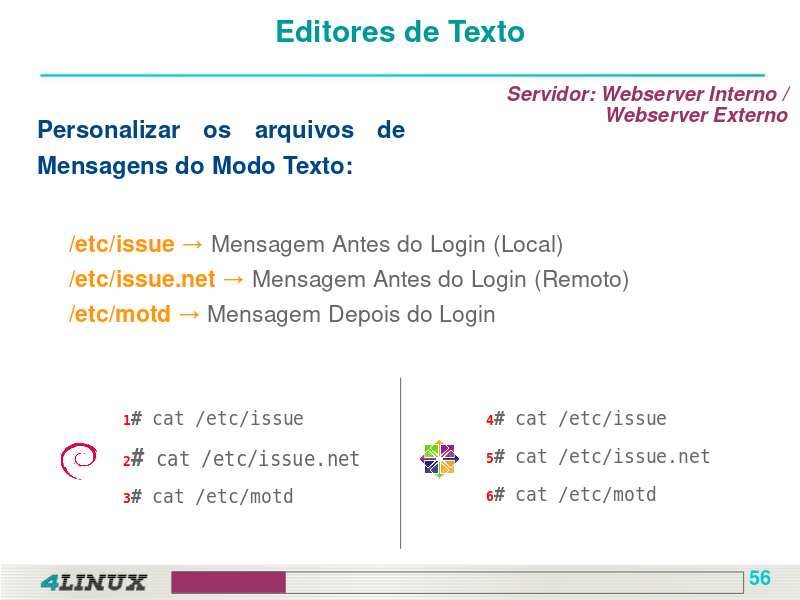 Editores de Texto
Servidor: Webserver Interno /
Webserver Externo
Personalizar os arquivos de
Mensagens do Modo Texto:
/etc/issue → Mensagem Antes do Login (Local)
/etc/issue.net → Mensagem Antes do Login (Remoto)
/etc/motd → Mensagem Depois do Login
1# cat /etc/issue
2# cat /etc/issue.net
3# cat /etc/motd
4# cat /etc/issue
5# cat /etc/issue.net
6# cat /etc/motd
4LINUX
56